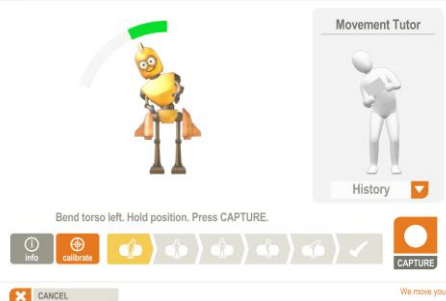 Movement Tutor
History
Bend torso left. Hold position. Press CAPTURE.
info
calibrate
CAPTURE
CANCEL
We move you